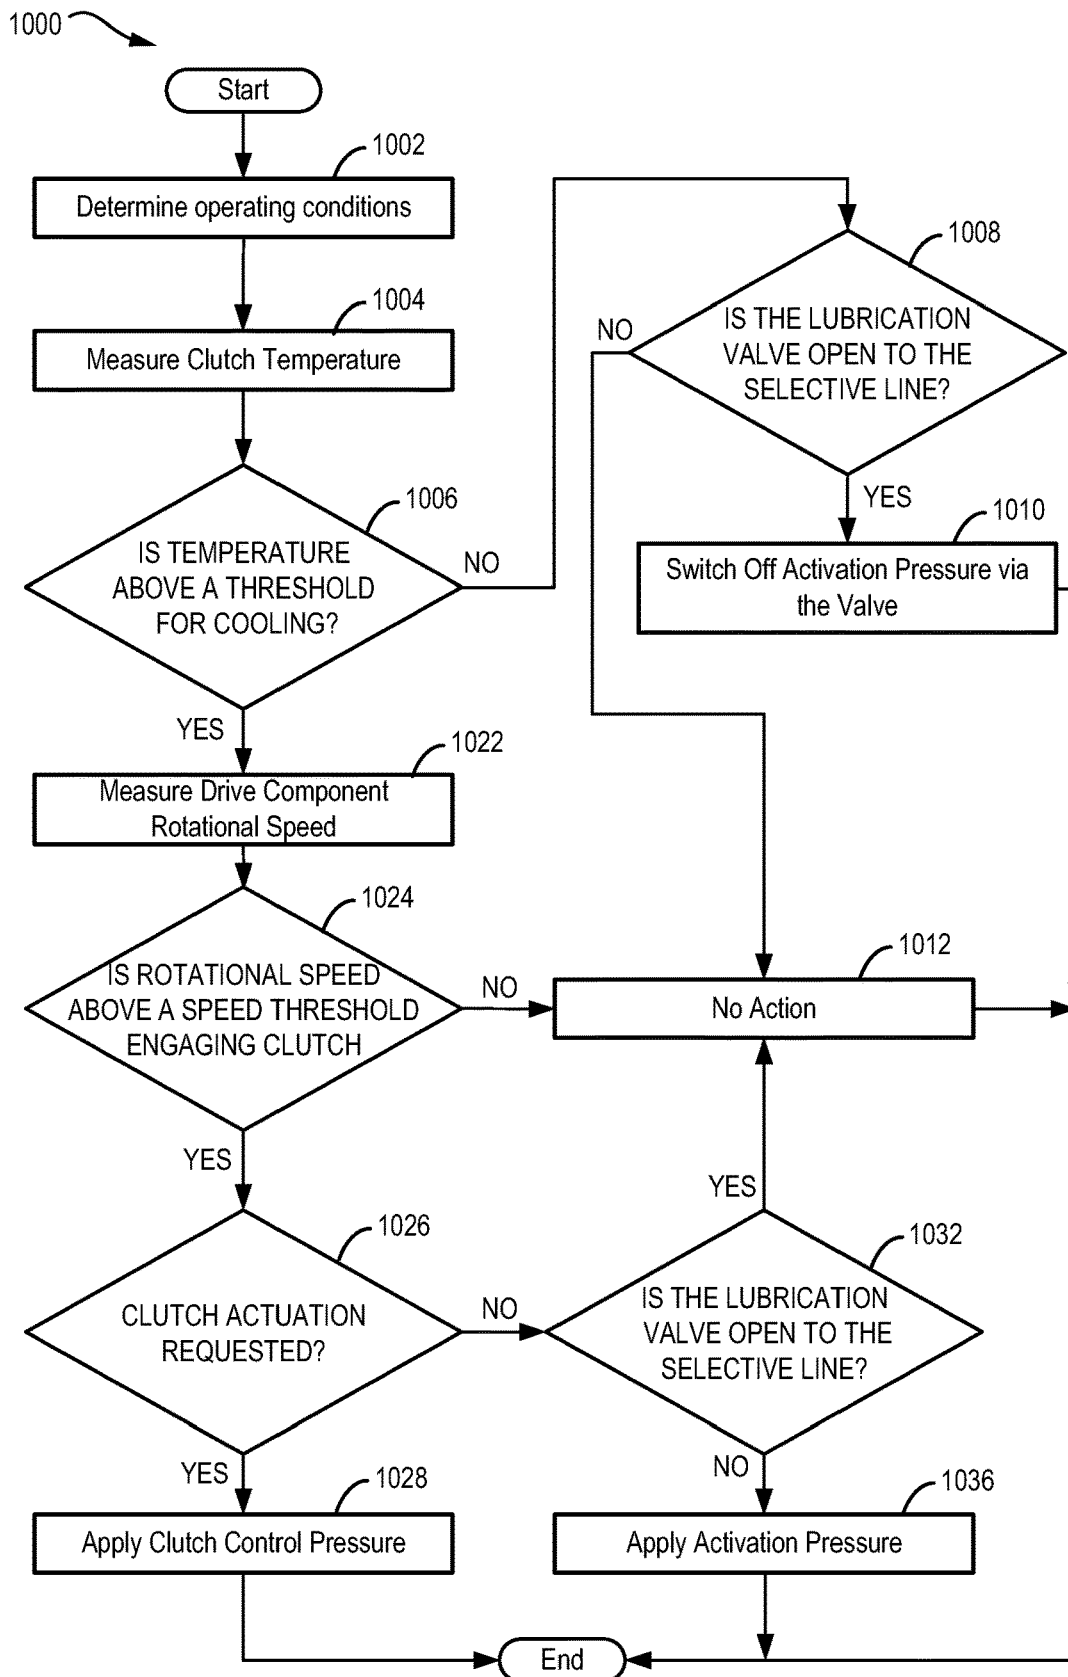 1000
Start
1002
Determine operating conditions
1004
Measure Clutch Temperature
1006
IS TEMPERATURE
ABOVE A THRESHOLD
FOR COOLING?
NO
YES
1008
IS THE LUBRICATION
VALVE OPEN TO THE
SELECTIVE LINE?
NO
YES
1010
Switch Off Activation Pressure via
the Valve
1022
Measure Drive Component
Rotational Speed
1024
IS ROTATIONAL SPEED
ABOVE A SPEED THRESHOLD
ENGAGING CLUTCH
NO
YES
1012
No Action
1026
CLUTCH ACTUATION
REQUESTED?
NO
YES
1032
IS THE LUBRICATION
VALVE OPEN TO THE
SELECTIVE LINE?
YES
NO
1028
Apply Clutch Control Pressure
1036
Apply Activation Pressure
End